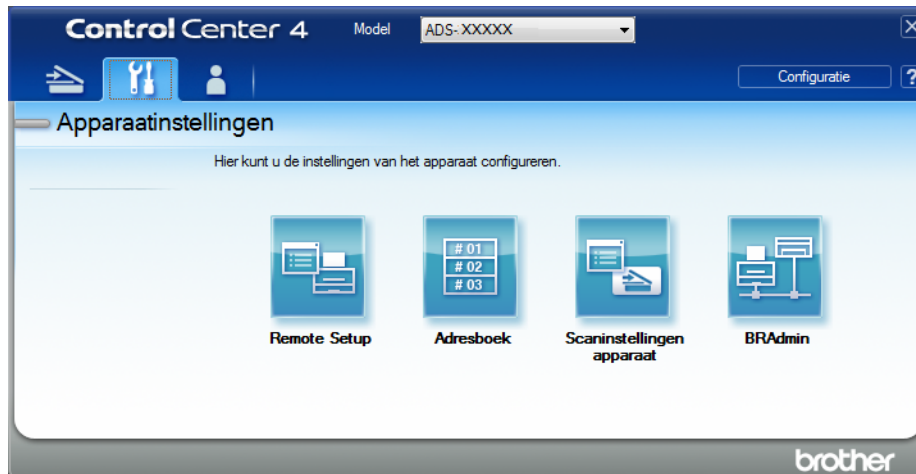 Control Center 4
Model
ADS-XXXXX
X
Configuratie
?
Apparaatinstellingen
Hier kunt u de instellingen van het apparaat configureren.
# 01
# 02
# 03
Remote Setup
Adresboek
Scaninstellingen
apparaat
BRAdmin
brother